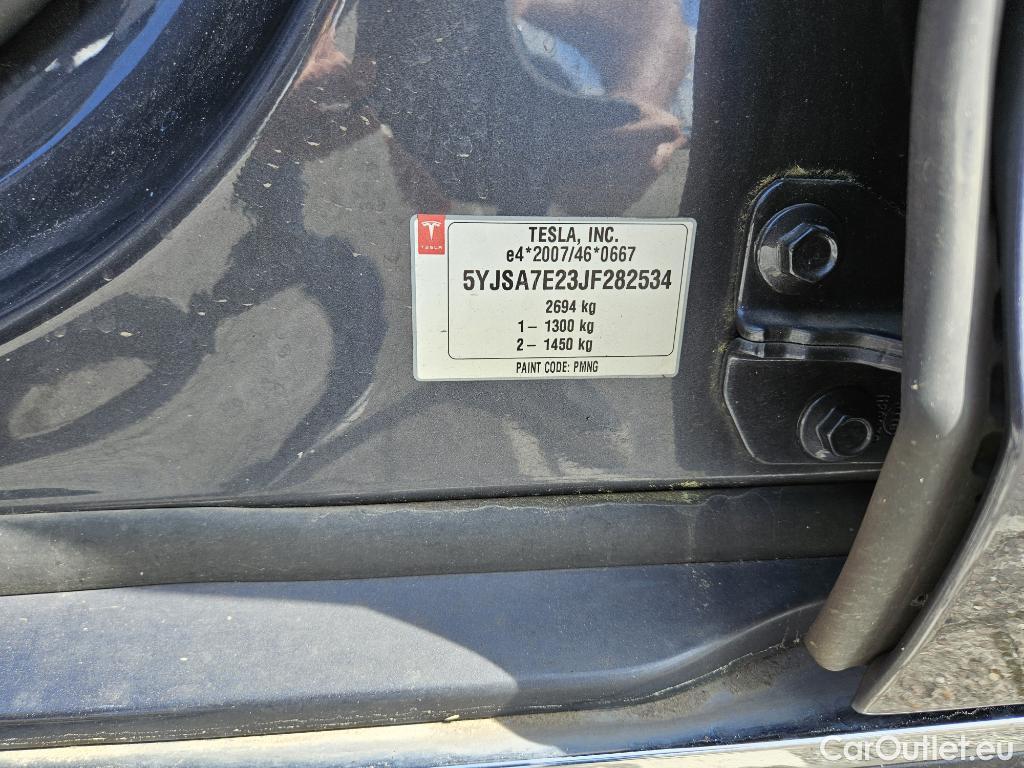 TESLA
TESLA, INC.
e4*2007/46*0667
5YJSA7E23JF282534
2694 kg
1– 1300 kg
2– 1450 kg
PAINT CODE: PMNG
CarOutlet.eu